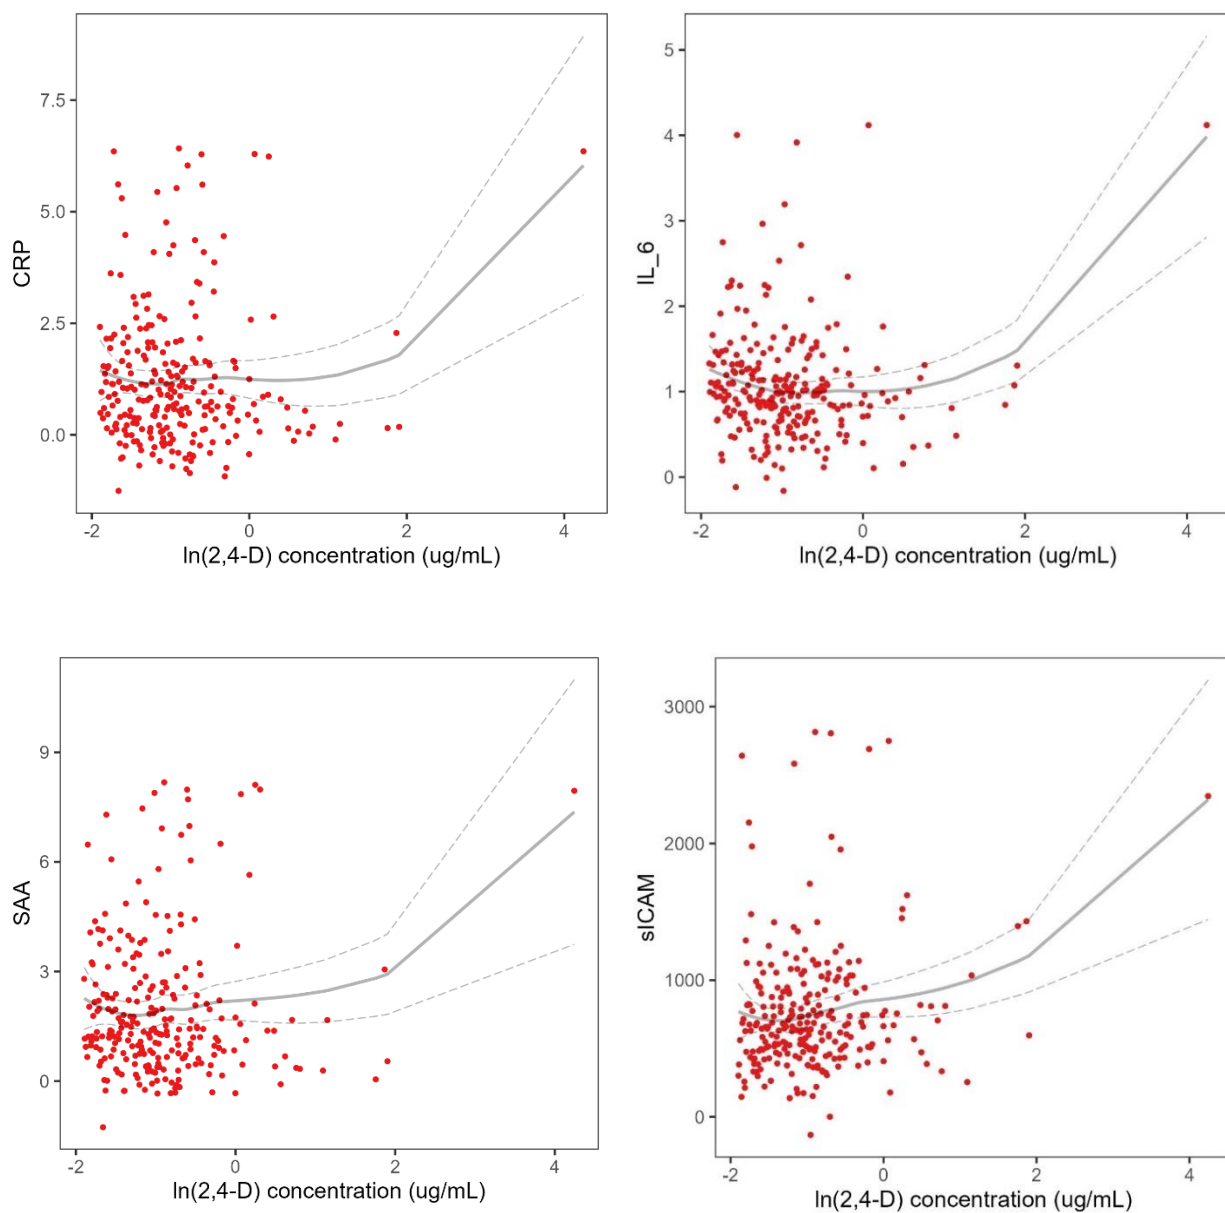 CRP
7.5
5.0
2.5
0.0
-2 0 2 4
ln(2,4-D) concentration (ug/mL)
IL_6
5
4
3
2
1
0
-2 0 2 4
ln(2,4-D) concentration (ug/mL)
SAA
9
6
3
0
-2 0 2 4
ln(2,4-D) concentration (ug/mL)
sICAM
3000
2000
1000
0
-2 0 2 4
ln(2,4-D) concentration (ug/mL)